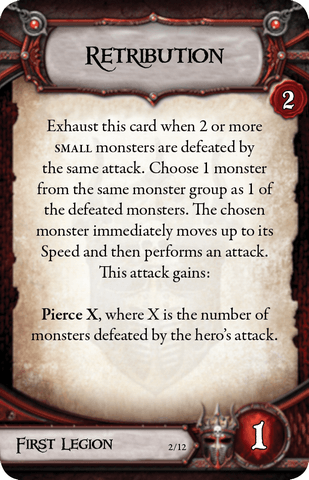 RETRIBUTION
2
Exhaust this card when 2 or more
SMALL monsters are defeated by
the same attack. Choose 1 monster
from the same monster group as 1 of
the defeated monsters. The chosen
monster immediately moves up to its
Speed and then performs an attack.
This attack gains:
Pierce X, where X is the number of
monsters defeated by the hero's attack.
FIRST LEGION
2/12
1